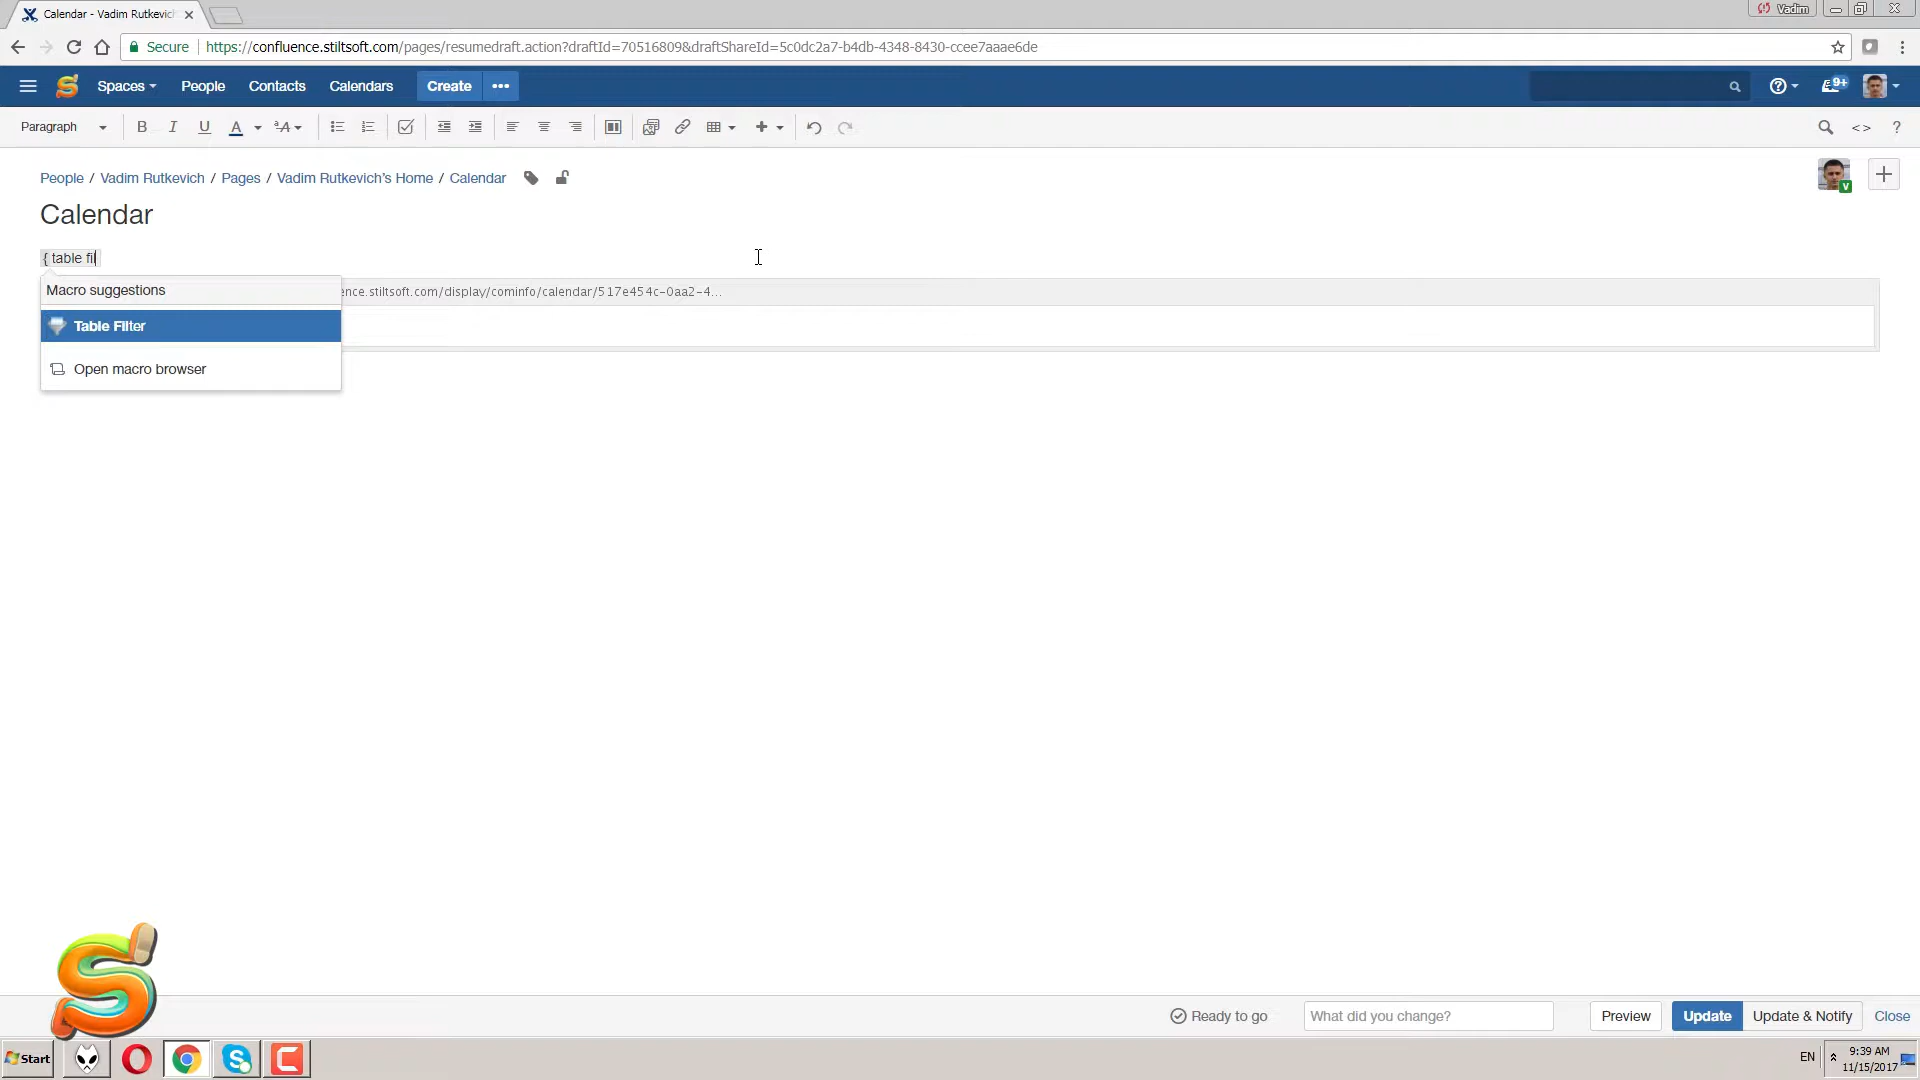 Calendar - Vadim Rutkevich
Vadim
Secure
https://confluence.stiltsoft.com/pages/resumedraft.action?draftId=70516809&draftShareId=5c0dc2a7-b4db-4348-8430-ccee7aaae6de
Spaces People Contacts Calendars Create •••
9+
Paragraph B I U A A <> ?
People / Vadim Rutkevich / Pages / Vadim Rutkevich's Home / Calendar
V
Calendar
{ table fil
Macro suggestions
ence.stiltsoft.com/display/cominfo/calendar/517e454c-0aa2-4...
Table Filter
Open macro browser
Ready to go
What did you change?
Preview Update Update & Notify Close
Start
EN
9:39 AM
11/15/2017